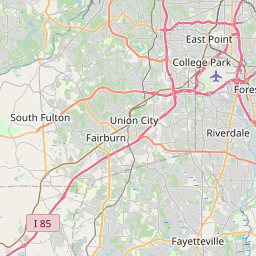 East Point
College Park
Fores
South Fulton
Union City
Riverdale
Fairburn
I 85
Fayetteville